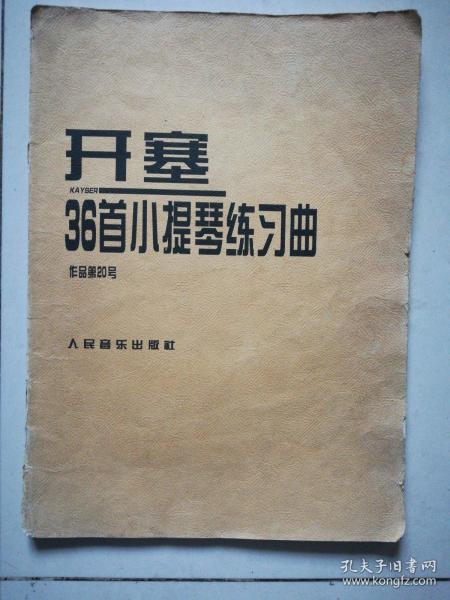 开塞
KAYSER
36首小提琴练习曲
作品第20号
人民音乐出版社
孔夫子旧书网
www.kongfz.com